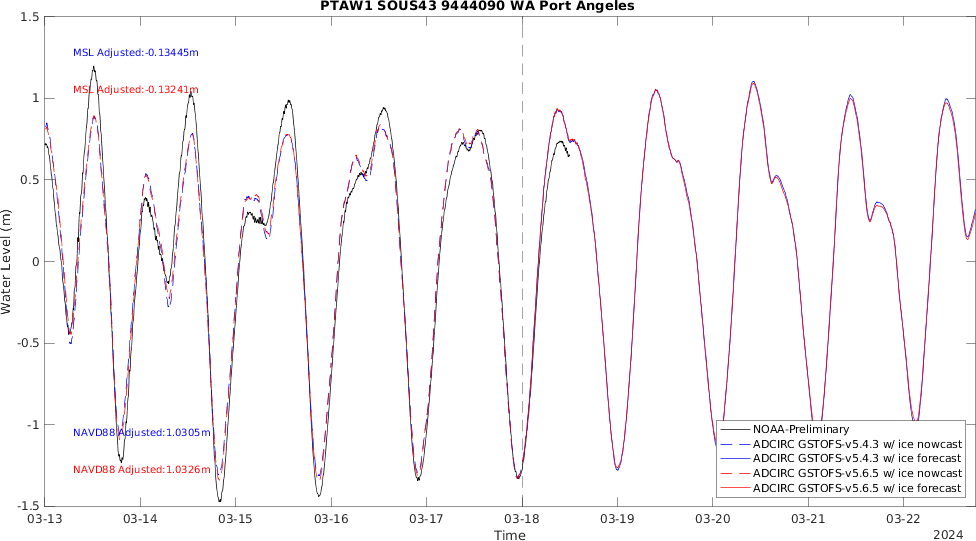 PTAW1 SOUS43 9444090 WA Port Angeles
1.5
1
0.5
0
-0.5
-1
-1.5
Water Level (m)
MSL Adjusted:-0.13445m
MSL Adjusted:-0.13241m
NAVD88 Adjusted:1.0305m
NAVD88 Adjusted:1.0326m
NOAA-Preliminary
ADCIRC GSTOFS-v5.4.3 w/ ice nowcast
ADCIRC GSTOFS-v5.4.3 w/ ice forecast
ADCIRC GSTOFS-v5.6.5 w/ ice nowcast
ADCIRC GSTOFS-v5.6.5 w/ ice forecast
03-13 03-14 03-15 03-16 03-17 03-18 03-19 03-20 03-21 03-22
Time
2024